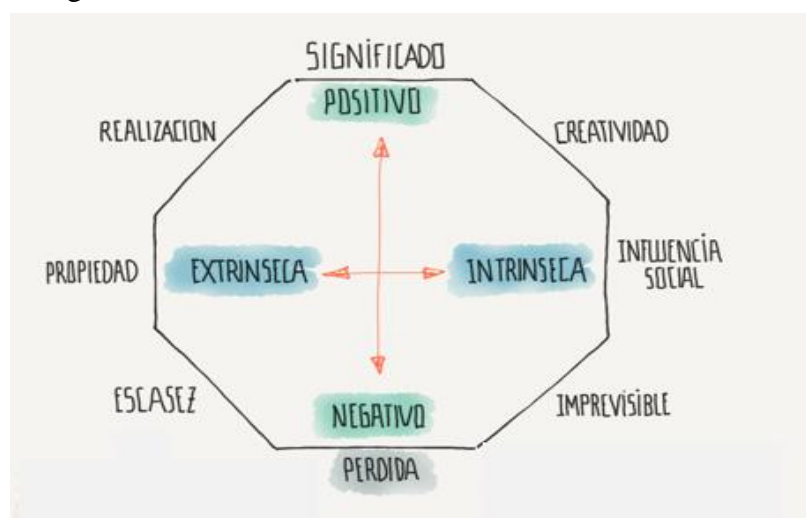 SIGNIFICADO
POSITIVO
REALIZACION
CREATIVIDAD
PROPIEDAD
EXTRINSECA
INTRINSECA
INFLUENCIA
SOCIAL
ESCASEZ
NEGATIVO
IMPREVISIBLE
PERDIDA